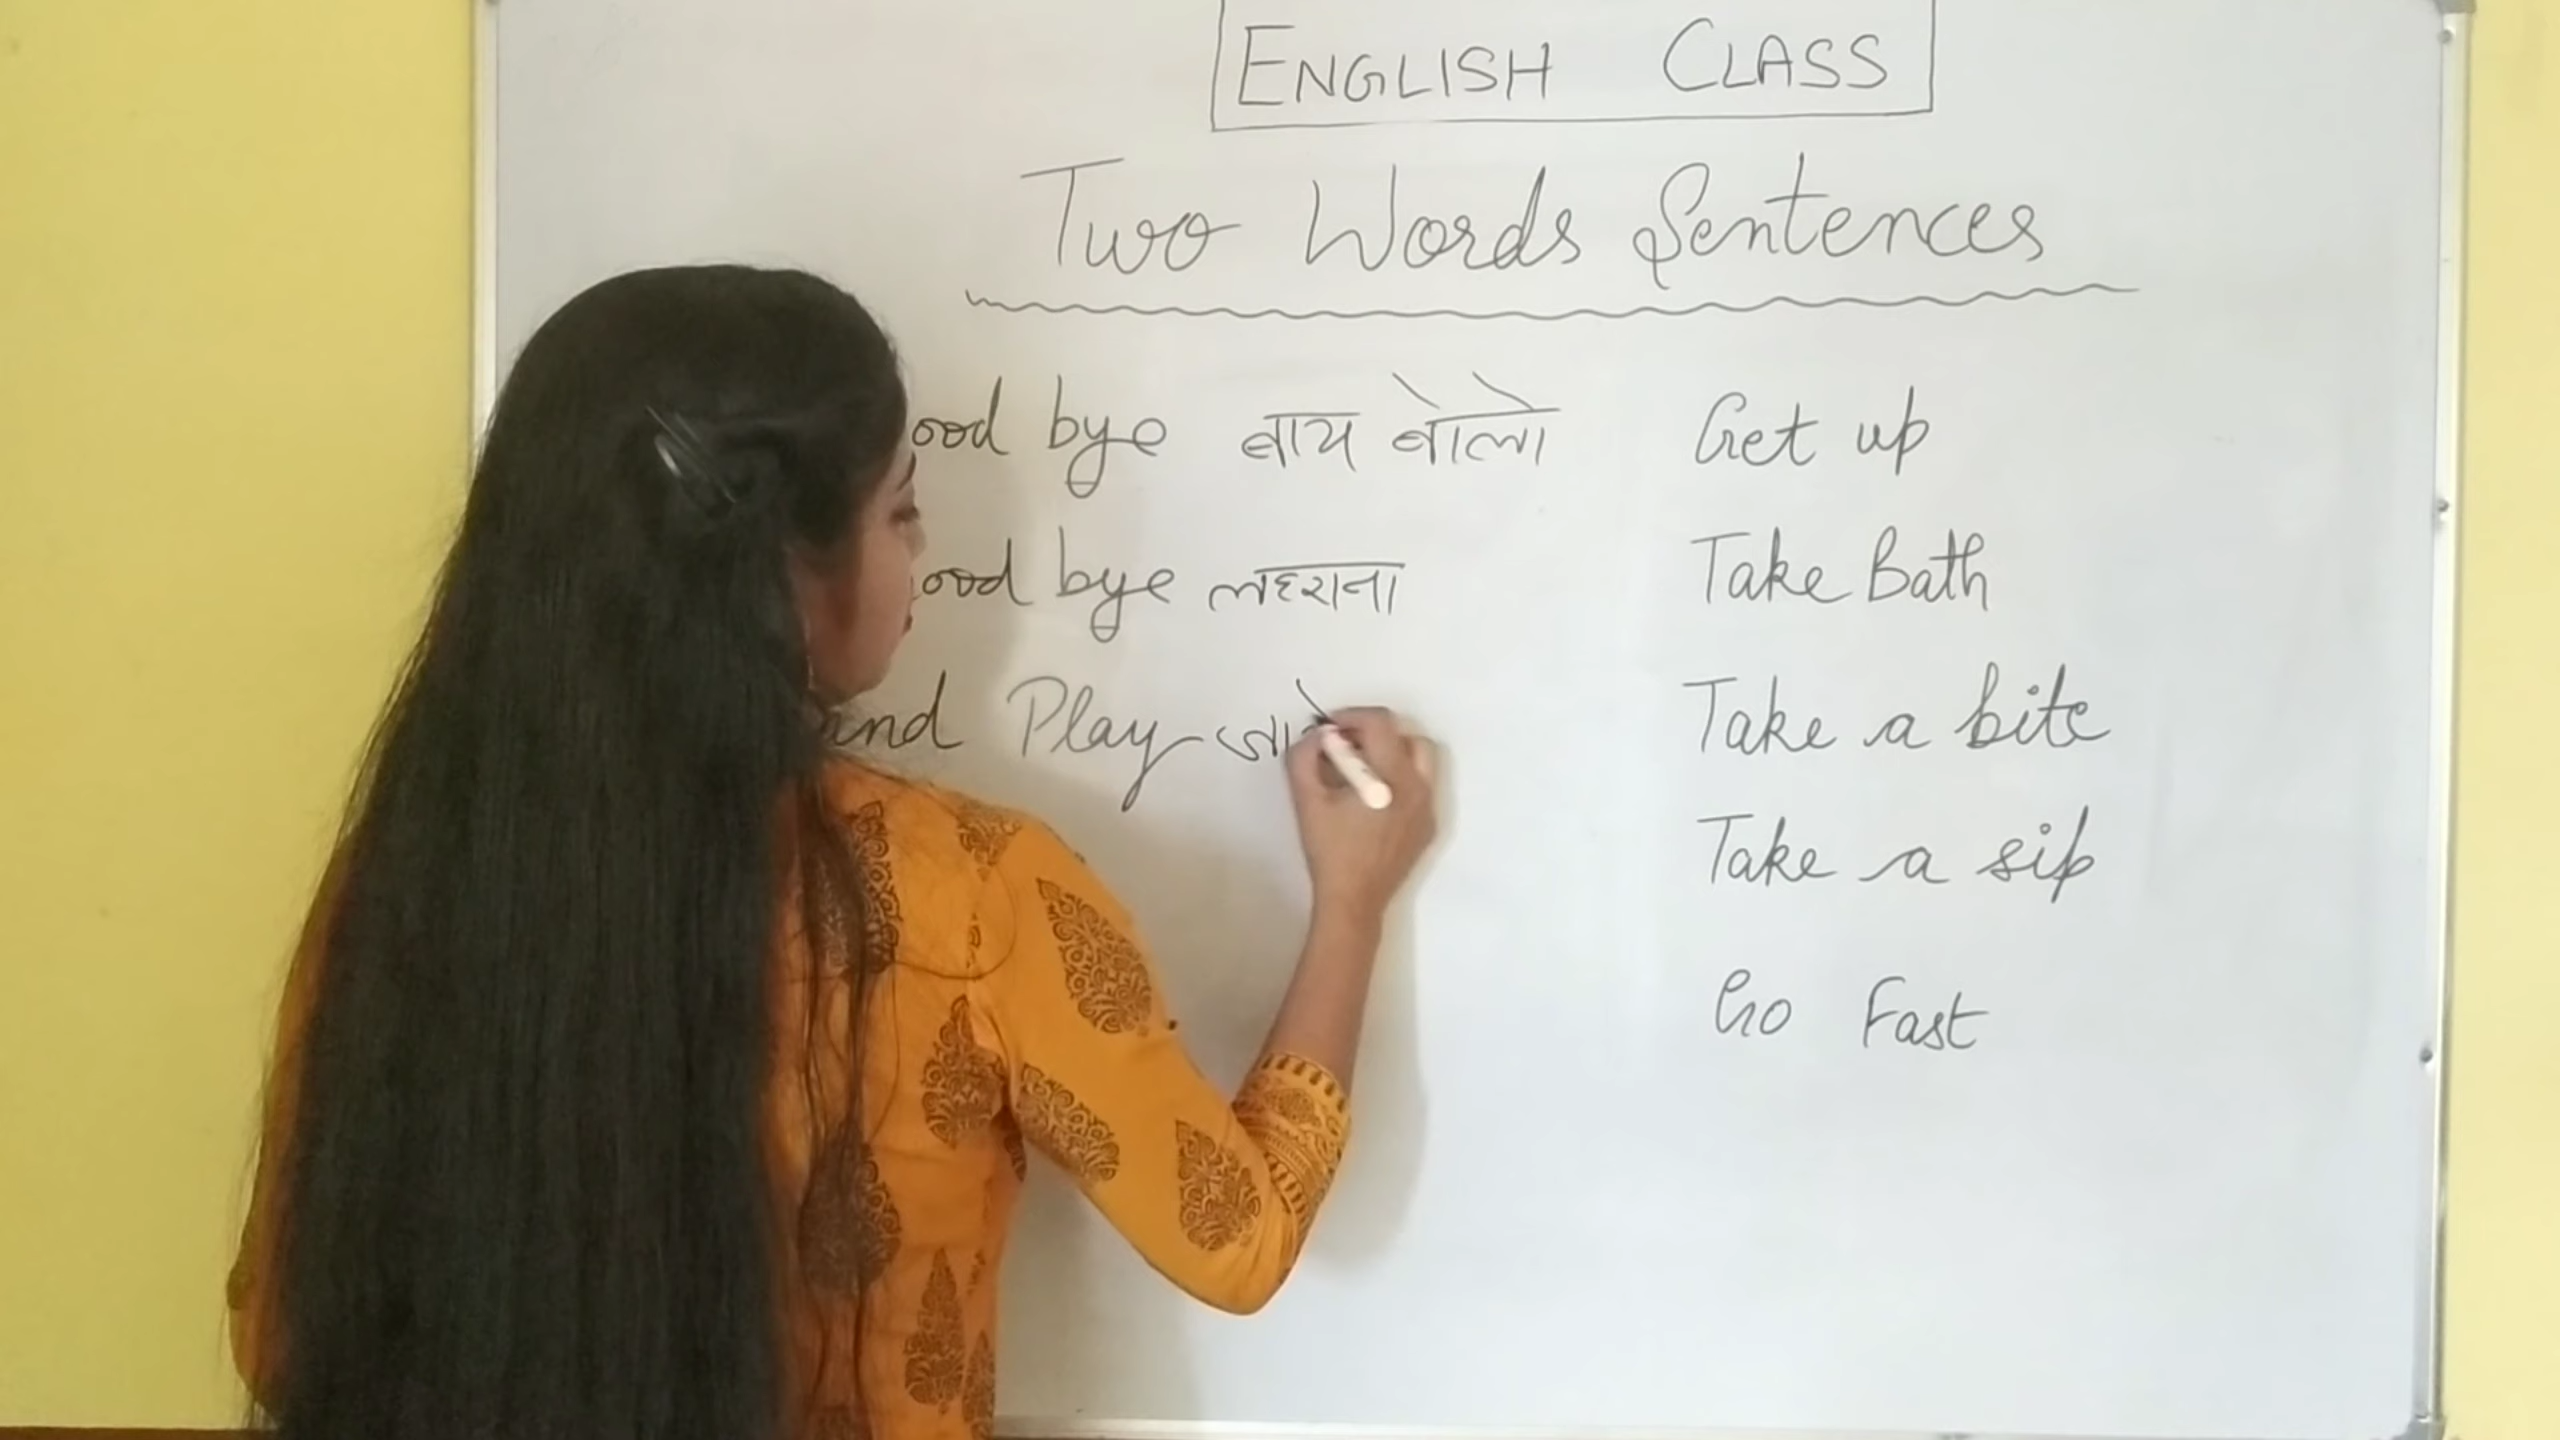 ENGLISH CLASS
Two Words Sentences
ood bye बाय बोलो
ood bye लहराना
and Play
Get up
Take Bath
Take a bite
Take a sip
Go Fast